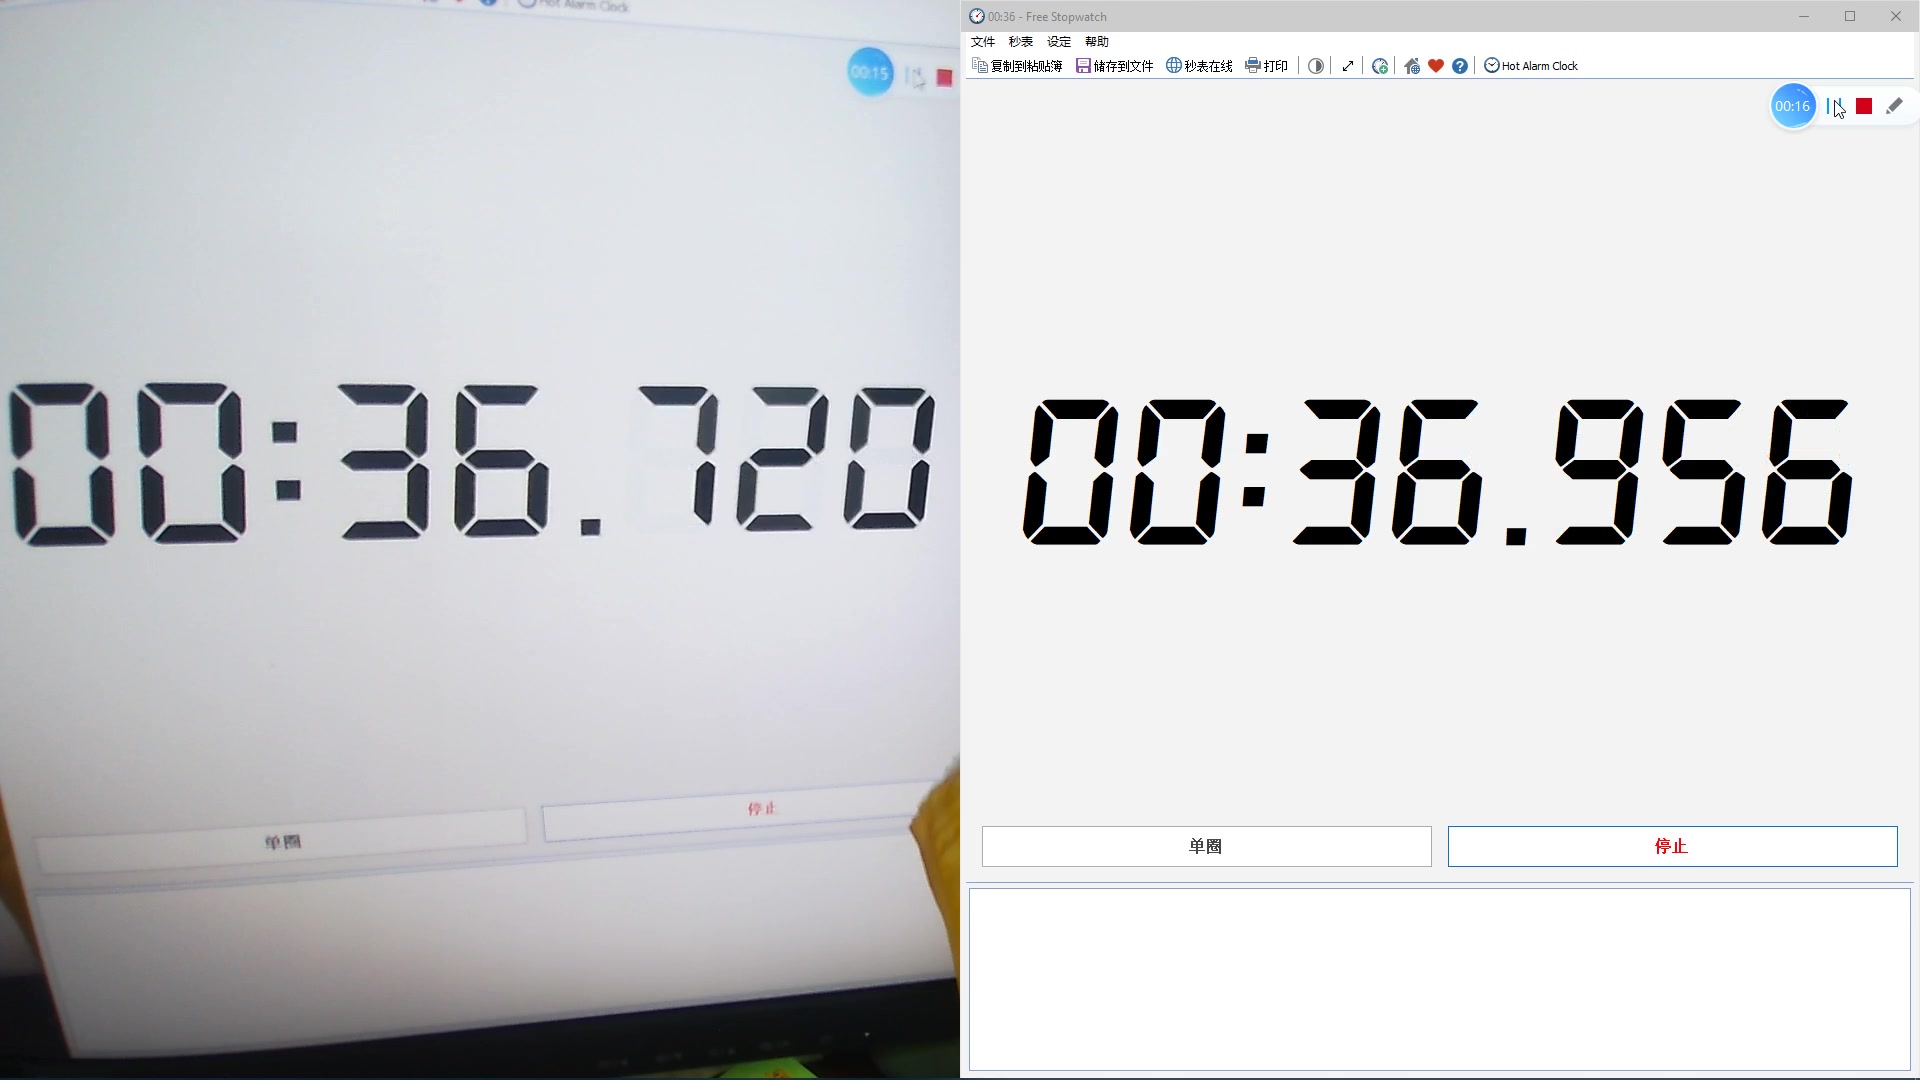 Hot Alarm Clock
00:15
00:36.720
单圈
停止
00:36 - Free Stopwatch
文件 秒表 设定 帮助
复制到粘贴簿 储存到文件 秒表在线 打印 Hot Alarm Clock
00:16
00:36.956
单圈 停止